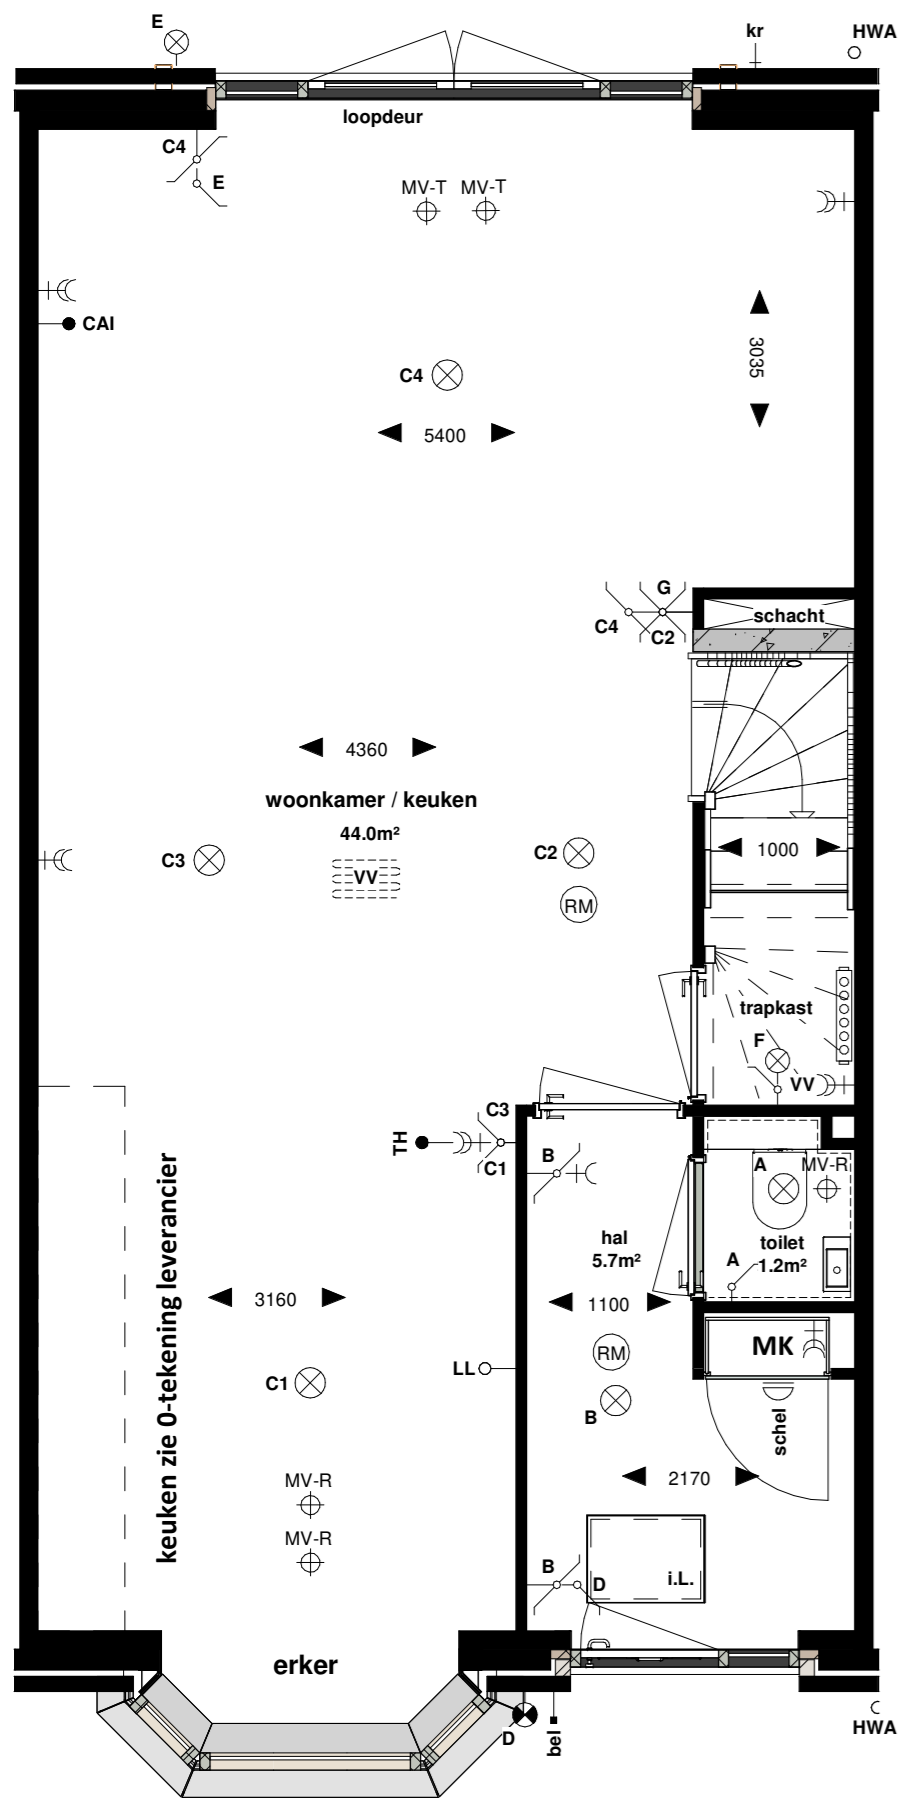 E
kr
HWA
loopdeur
C4
E
MV-T MV-T
CAI
3035
C4
5400
G
C4
C2
schacht
4360
woonkamer / keuken
44.0m²
C3
VV
C2
RM
1000
trapkast
F
VV
C3
TH
C1
B
A
MV-R
hal
5.7m²
toilet
1.2m²
A
keuken zie 0-tekening leverancier
3160
1100
RM
MK
LL
C1
B
schel
2170
MV-R
MV-R
B
D
i.L.
erker
D
bel
HWA